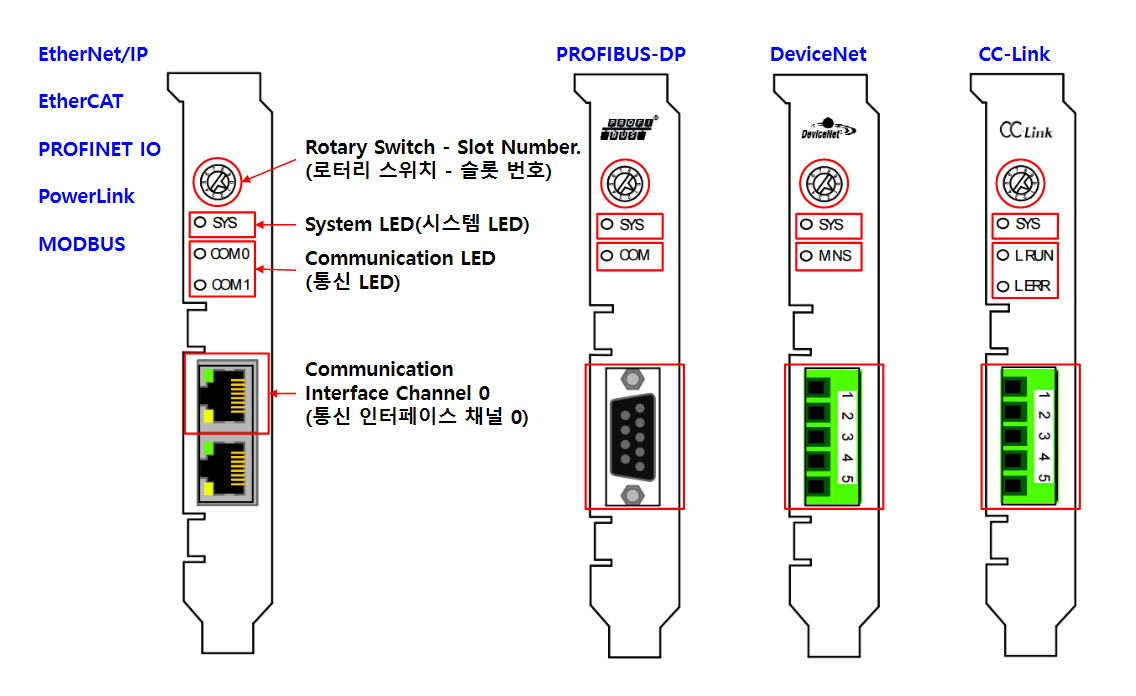 EtherNet/IP
EtherCAT
PROFINET IO
PowerLink
MODBUS
Rotary Switch - Slot Number.
(로터리 스위치 - 슬롯 번호)
SYS
System LED(시스템 LED)
COM0
COM1
Communication LED
(통신 LED)
Communication
Interface Channel 0
(통신 인터페이스 채널 0)
PROFIBUS-DP
PROFI
BUS
SYS
COM
DeviceNet
DeviceNet
SYS
MNS
1
2
3
4
5
CC-Link
CC-Link
SYS
LRUN
LERR
1
2
3
4
5